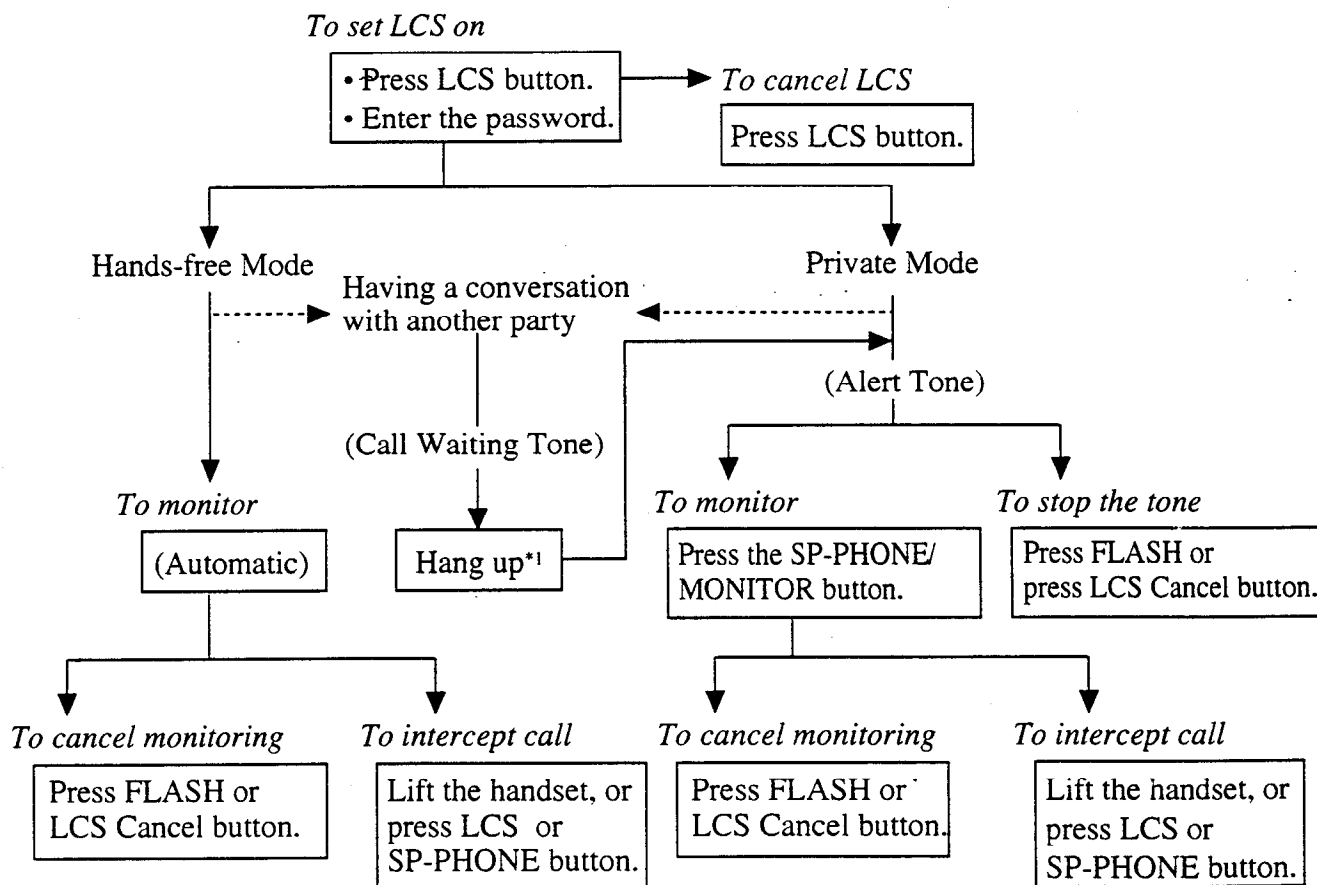 To set LCS on
• Press LCS button.
• Enter the password.
To cancel LCS
Press LCS button.
Hands-free Mode
Private Mode
Having a conversation
with another party
(Alert Tone)
(Call Waiting Tone)
To monitor
(Automatic)
Hang up*1
To monitor
Press the SP-PHONE/
MONITOR button.
To stop the tone
Press FLASH or
press LCS Cancel button.
To cancel monitoring
Press FLASH or
LCS Cancel button.
To intercept call
Lift the handset, or
press LCS or
SP-PHONE button.
To cancel monitoring
Press FLASH or
LCS Cancel button.
To intercept call
Lift the handset, or
press LCS or
SP-PHONE button.